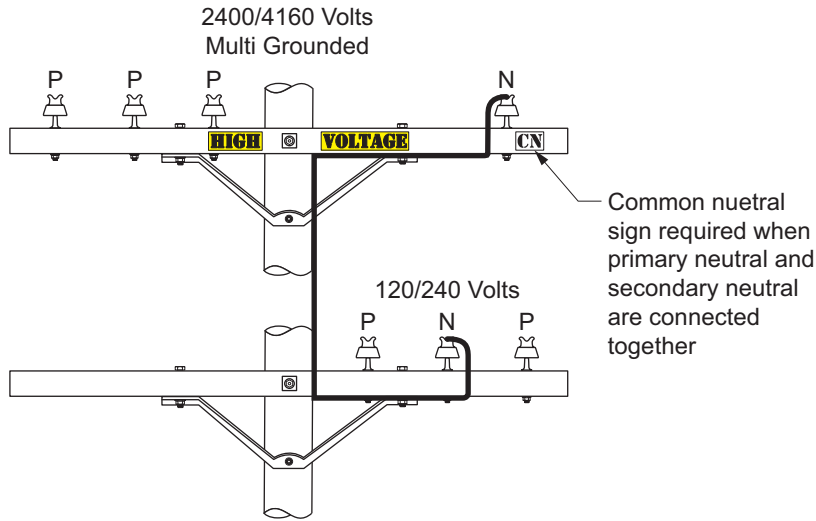 2400/4160 Volts
Multi Grounded
P P P N
HIGH VOLTAGE CN
Common nuetral
sign required when
primary neutral and
secondary neutral
are connected
together
120/240 Volts
P N P